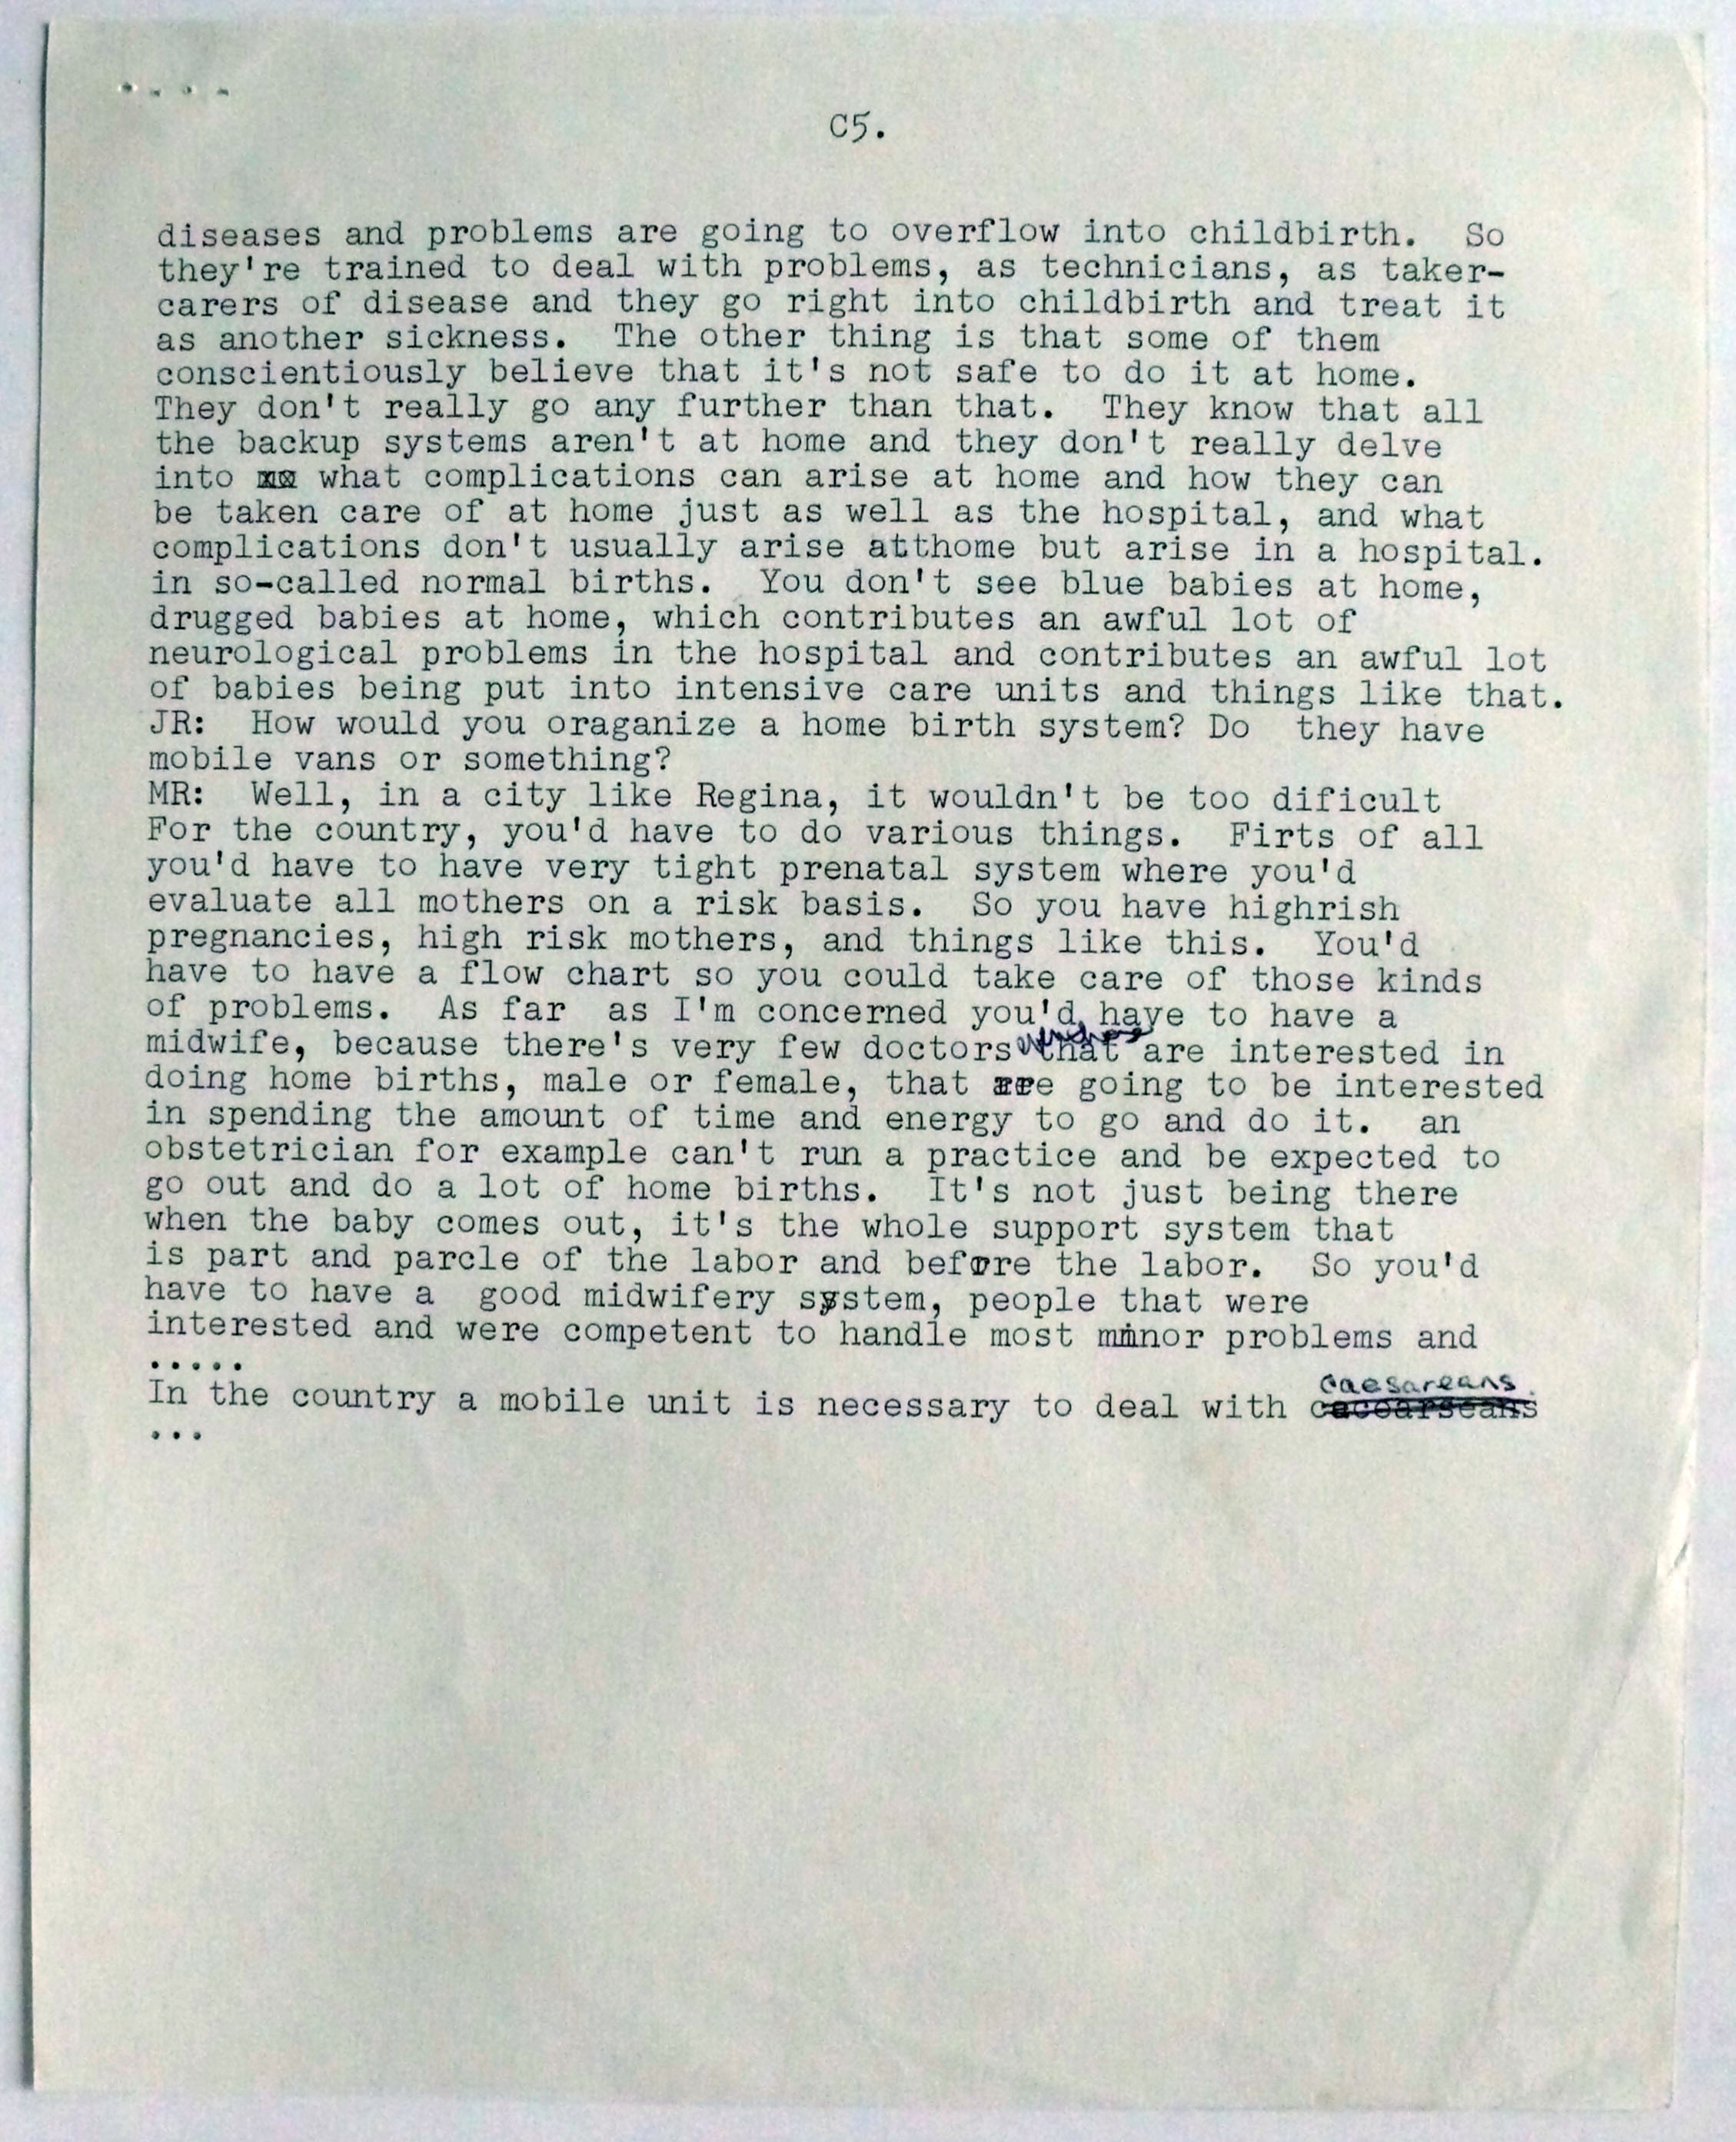 C5.
diseases and problems are going to overflow into childbirth.  So
they're trained to deal with problems, as technicians, as taker-
carers of disease and they go right into childbirth and treat it
as another sickness.  The other thing is that some of them
conscientiously believe that it's not safe to do it at home.
They don't really go any further than that.  They know that all
the backup systems aren't at home and they don't really delve
into what complications can arise at home and how they can
be taken care of at home just as well as the hospital, and what
complications don't usually arise atthome but arise in a hospital.
in so-called normal births.  You don't see blue babies at home,
drugged babies at home, which contributes an awful lot of
neurological problems in the hospital and contributes an awful lot
of babies being put into intensive care units and things like that.
JR:  How would you oraganize a home birth system? Do  they have
mobile vans or something?
MR:  Well, in a city like Regina, it wouldn't be too dificult
For the country, you'd have to do various things.  Firts of all
you'd have to have very tight prenatal system where you'd
evaluate all mothers on a risk basis.  So you have highrish
pregnancies, high risk mothers, and things like this.  You'd
have to have a flow chart so you could take care of those kinds
of problems.  As far  as I'm concerned you'd have to have a
midwife, because there's very few doctors that are interested in
doing home births, male or female, that are going to be interested
in spending the amount of time and energy to go and do it.  an
obstetrician for example can't run a practice and be expected to
go out and do a lot of home births.  It's not just being there
when the baby comes out, it's the whole support system that
is part and parcle of the labor and before the labor.  So you'd
have to have a  good midwifery system, people that were
interested and were competent to handle most minor problems and
.....
In the country a mobile unit is necessary to deal with caesareans.
...